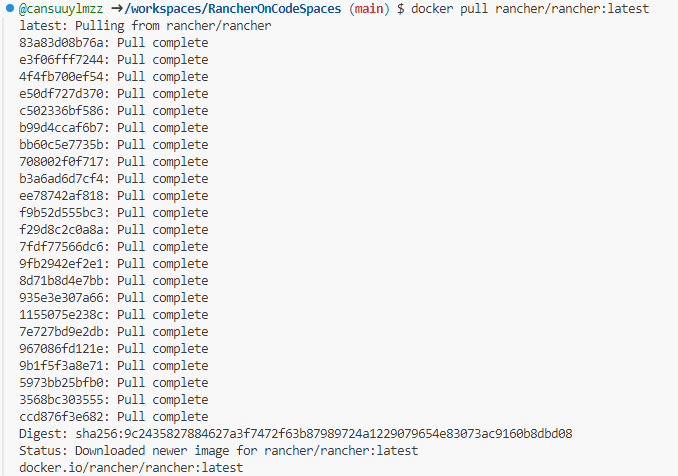 @cansuuylmzz →/workspaces/RancherOnCodeSpaces (main) $ docker pull rancher/rancher:latest
latest: Pulling from rancher/rancher
83a83d08b76a: Pull complete
e3f06fff7244: Pull complete
4f4fb700ef54: Pull complete
e50df727d370: Pull complete
c502336bf586: Pull complete
b99d4ccaf6b7: Pull complete
bb60c5e7735b: Pull complete
708002f0f717: Pull complete
b3a6ad6d7cf4: Pull complete
ee78742af818: Pull complete
f9b52d555bc3: Pull complete
f29d8c2c0a8a: Pull complete
7fdf77566dc6: Pull complete
9fb2942ef2e1: Pull complete
8d71b8d4e7bb: Pull complete
935e3e307a66: Pull complete
1155075e238c: Pull complete
7e727bd9e2db: Pull complete
967086fd121e: Pull complete
9b1f5f3a8e71: Pull complete
5973bb25bfb0: Pull complete
3568bc303555: Pull complete
ccd876f3e682: Pull complete
Digest: sha256:9c2435827884627a3f7472f63b87989724a1229079654e83073ac9160b8dbd08
Status: Downloaded newer image for rancher/rancher:latest
docker.io/rancher/rancher:latest